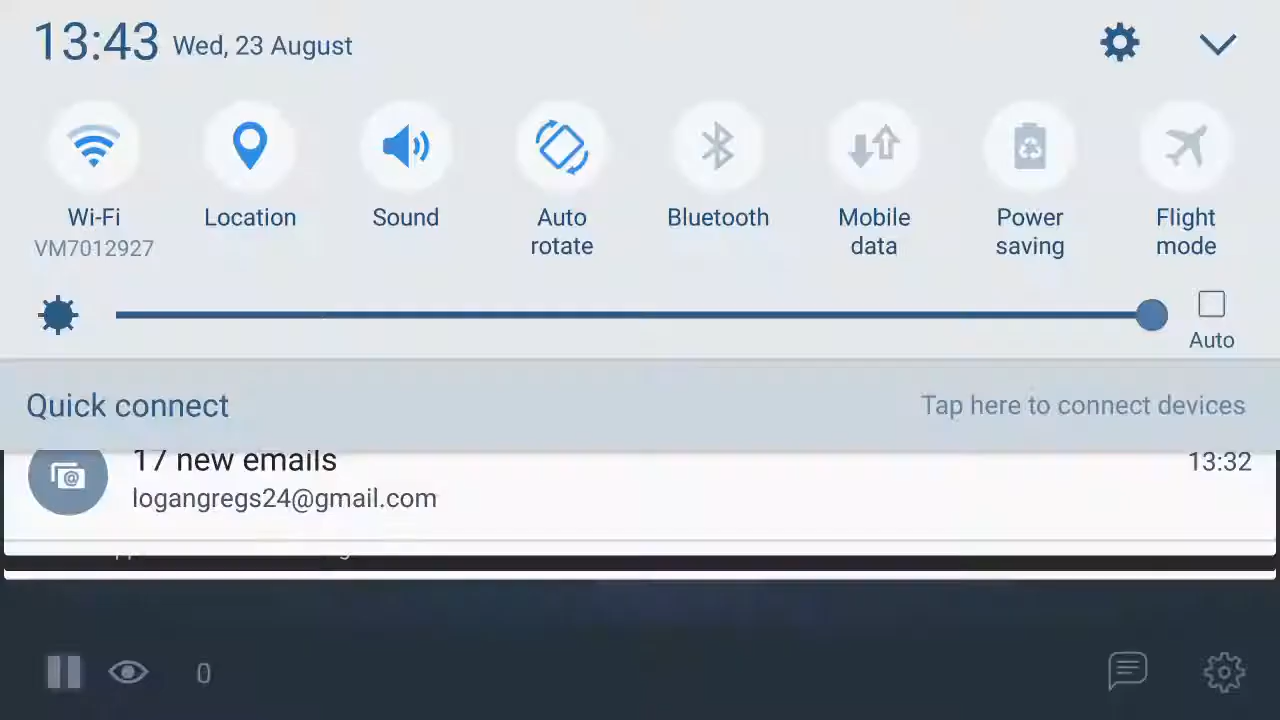 13:43 Wed, 23 August
Wi-Fi Location Sound Auto rotate Bluetooth Mobile data Power saving Flight mode
VM7012927
Auto
Quick connect Tap here to connect devices
17 new emails 13:32
logangregs24@gmail.com
0